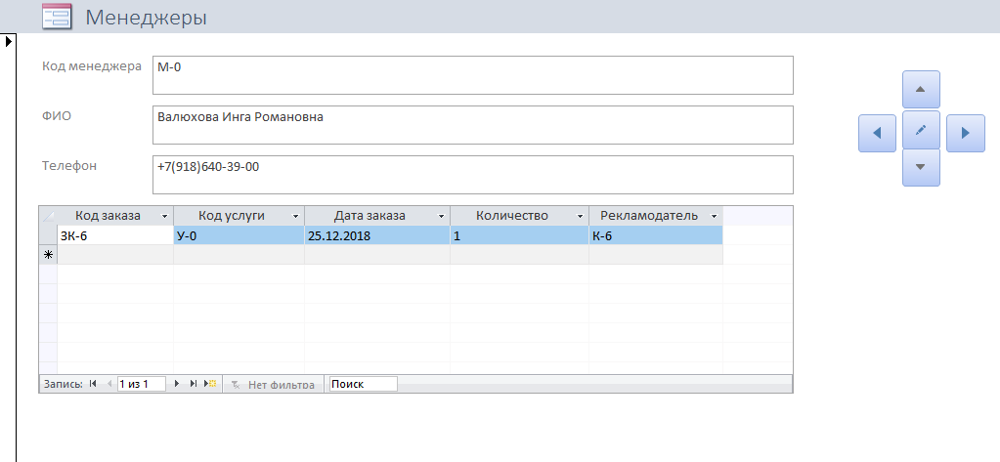 Менеджеры
Код менеджера М-0
ФИО Валюхова Инга Романовна
Телефон +7(918)640-39-00
Код заказа Код услуги Дата заказа Количество Рекламодатель
ЗК-6 У-0 25.12.2018 1 К-6
Запись: 1 из 1 Нет фильтра Поиск